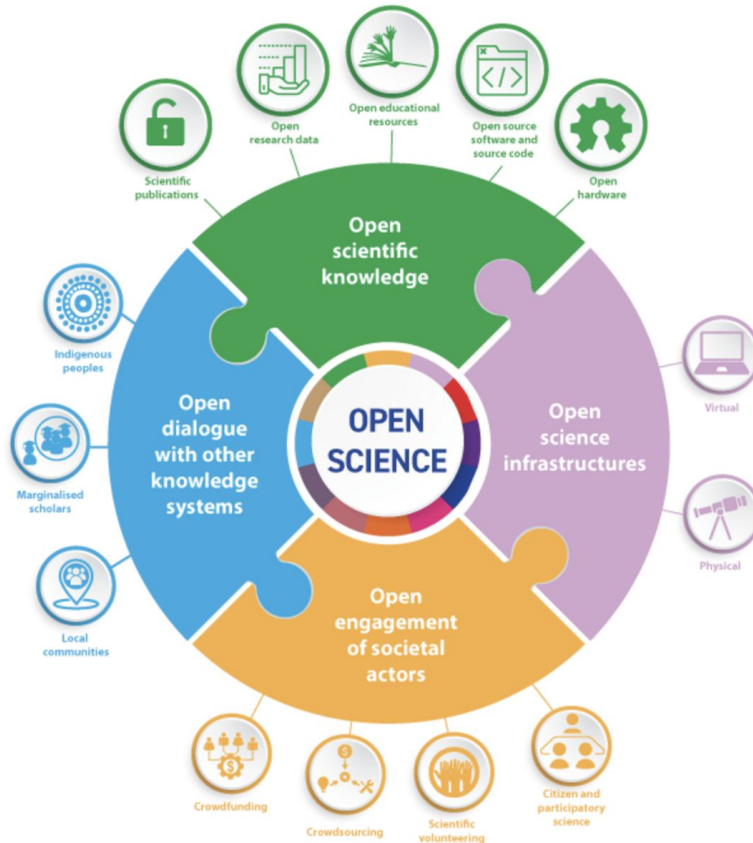 Scientific
publications
Open
research data
Open educational
resources
Open source
software and
source code
</>
Open
hardware
Open
scientific
knowledge
Indigenous
peoples
Marginalised
scholars
Local
communities
Open
dialogue
with other
knowledge
systems
OPEN
SCIENCE
Open
science
infrastructures
Virtual
Physical
Open
engagement
of societal
actors
$
Crowdfunding
$
Crowdsourcing
Scientific
volunteering
Citizen and
participatory
science